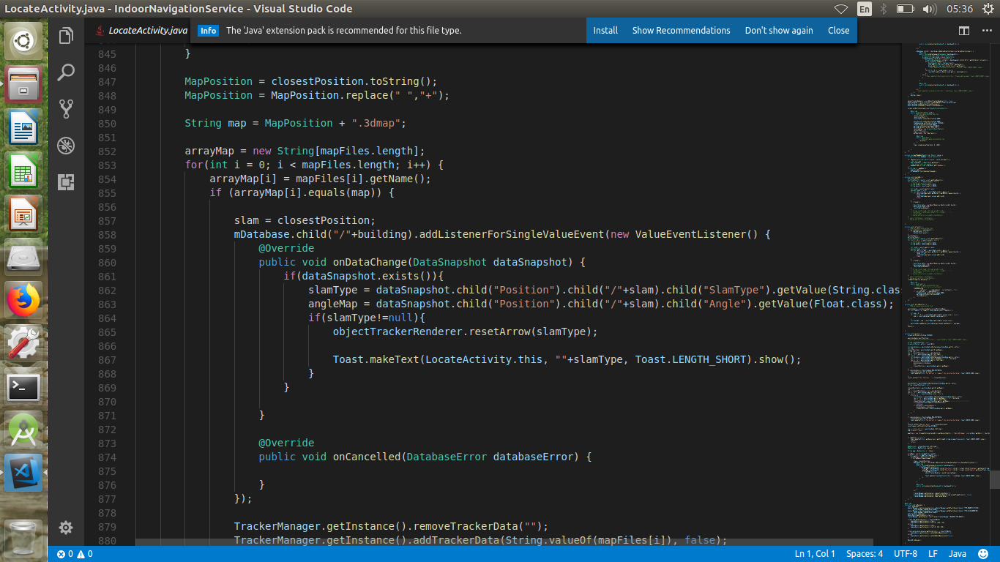 LocateActivity.java - IndoorNavigationService - Visual Studio Code
En
05:36
LocateActivity.java
Info The 'Java' extension pack is recommended for this file type.
Install Show Recommendations Don't show again Close
845 }
846
847 MapPosition = closestPosition.toString();
848 MapPosition = MapPosition.replace(" ","+");
849
850 String map = MapPosition + ".3dmap";
851
852 arrayMap = new String[mapFiles.length];
853 for(int i = 0; i < mapFiles.length; i++) {
854 arrayMap[i] = mapFiles[i].getName();
855 if (arrayMap[i].equals(map)) {
856
857 slam = closestPosition;
858 mDatabase.child("/"+building).addListenerForSingleValueEvent(new ValueEventListener() {
859 @Override
860 public void onDataChange(DataSnapshot dataSnapshot) {
861 if(dataSnapshot.exists()){
862 slamType = dataSnapshot.child("Position").child("/"+slam).child("SlamType").getValue(String.clas
863 angleMap = dataSnapshot.child("Position").child("/"+slam).child("Angle").getValue(Float.class);
864 if(slamType!=null){
865 objectTrackerRenderer.resetArrow(slamType);
866
867 Toast.makeText(LocateActivity.this, ""+slamType, Toast.LENGTH_SHORT).show();
868 }
869 }
870
871 }
872
873 @Override
874 public void onCancelled(DatabaseError databaseError) {
875
876 }
877 });
878
879 TrackerManager.getInstance().removeTrackerData("");
880 TrackerManager.getInstance().addTrackerData(String.valueOf(mapFiles[i]), false);
0 0
Ln 1, Col 1 Spaces: 4 UTF-8 LF Java